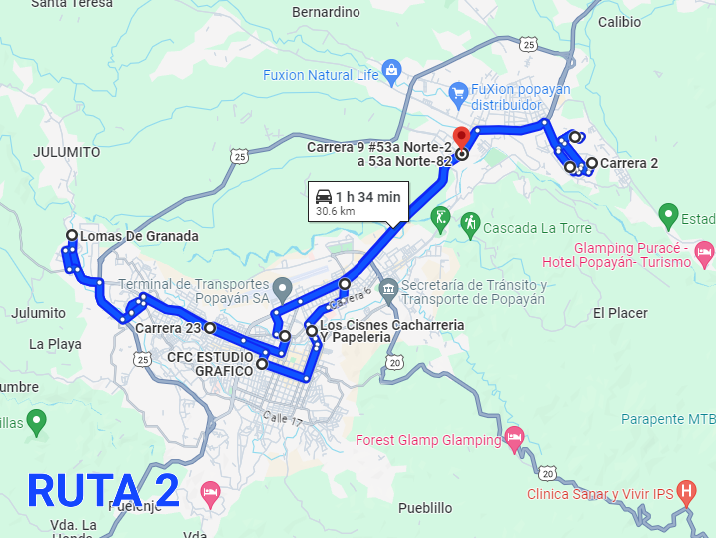 Santa Teresa
Bernardino
Calibio
25
Fuxion Natural Life
FuXion popayan
distribuidor
Carrera 9 #53a Norte-2
a 53a Norte-82
JULUMITO
25
Carrera 2
1 h 34 min
30.6 km
Estad
Cascada La Torre
Lomas De Granada
Glamping Puracé -
Hotel Popayán- Turismo
Terminal de Transportes
Popayán SA
Secretaría de Tránsito y
Transporte de Popayán
Carrera 6
Julumito
El Placer
Carrera 23
Los Cisnes Cacharreria
Y Papeleria
La Playa
25
CFC ESTUDIO
GRAFICO
20
umbre
Calle 17
illas
Parapente MTB
Forest Glamp Glamping
20
RUTA 2
Clinica Sanar y Vivir IPS
Puelenje
Pueblillo
Vda. La
Vda.